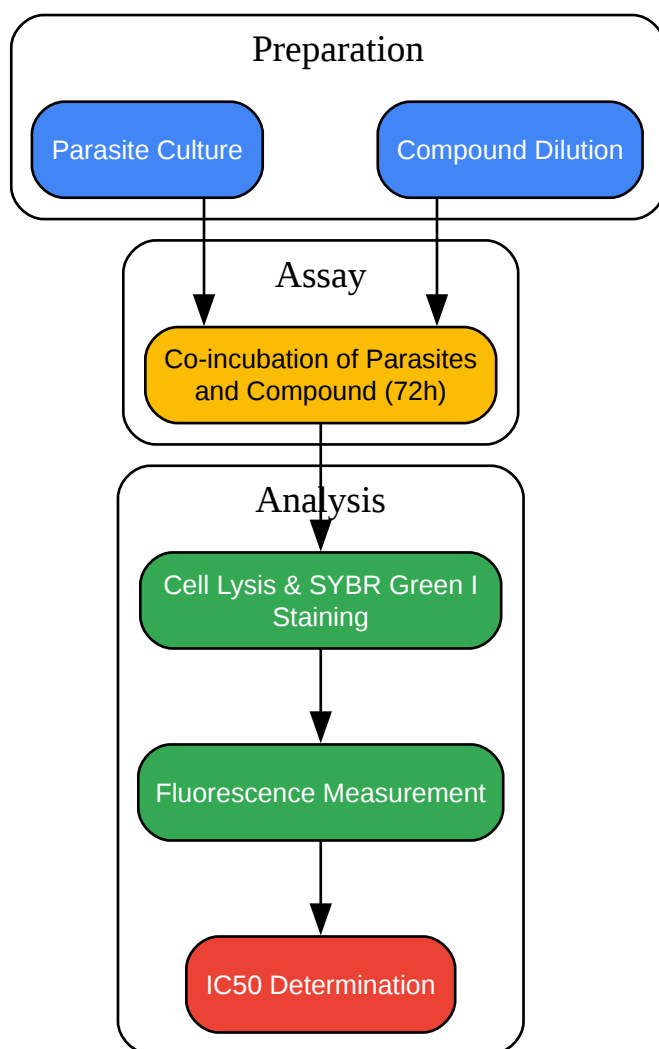 Preparation
Parasite Culture
Compound Dilution
Assay
Co-incubation of Parasites
and Compound (72h)
Analysis
Cell Lysis & SYBR Green I
Staining
Fluorescence Measurement
IC50 Determination